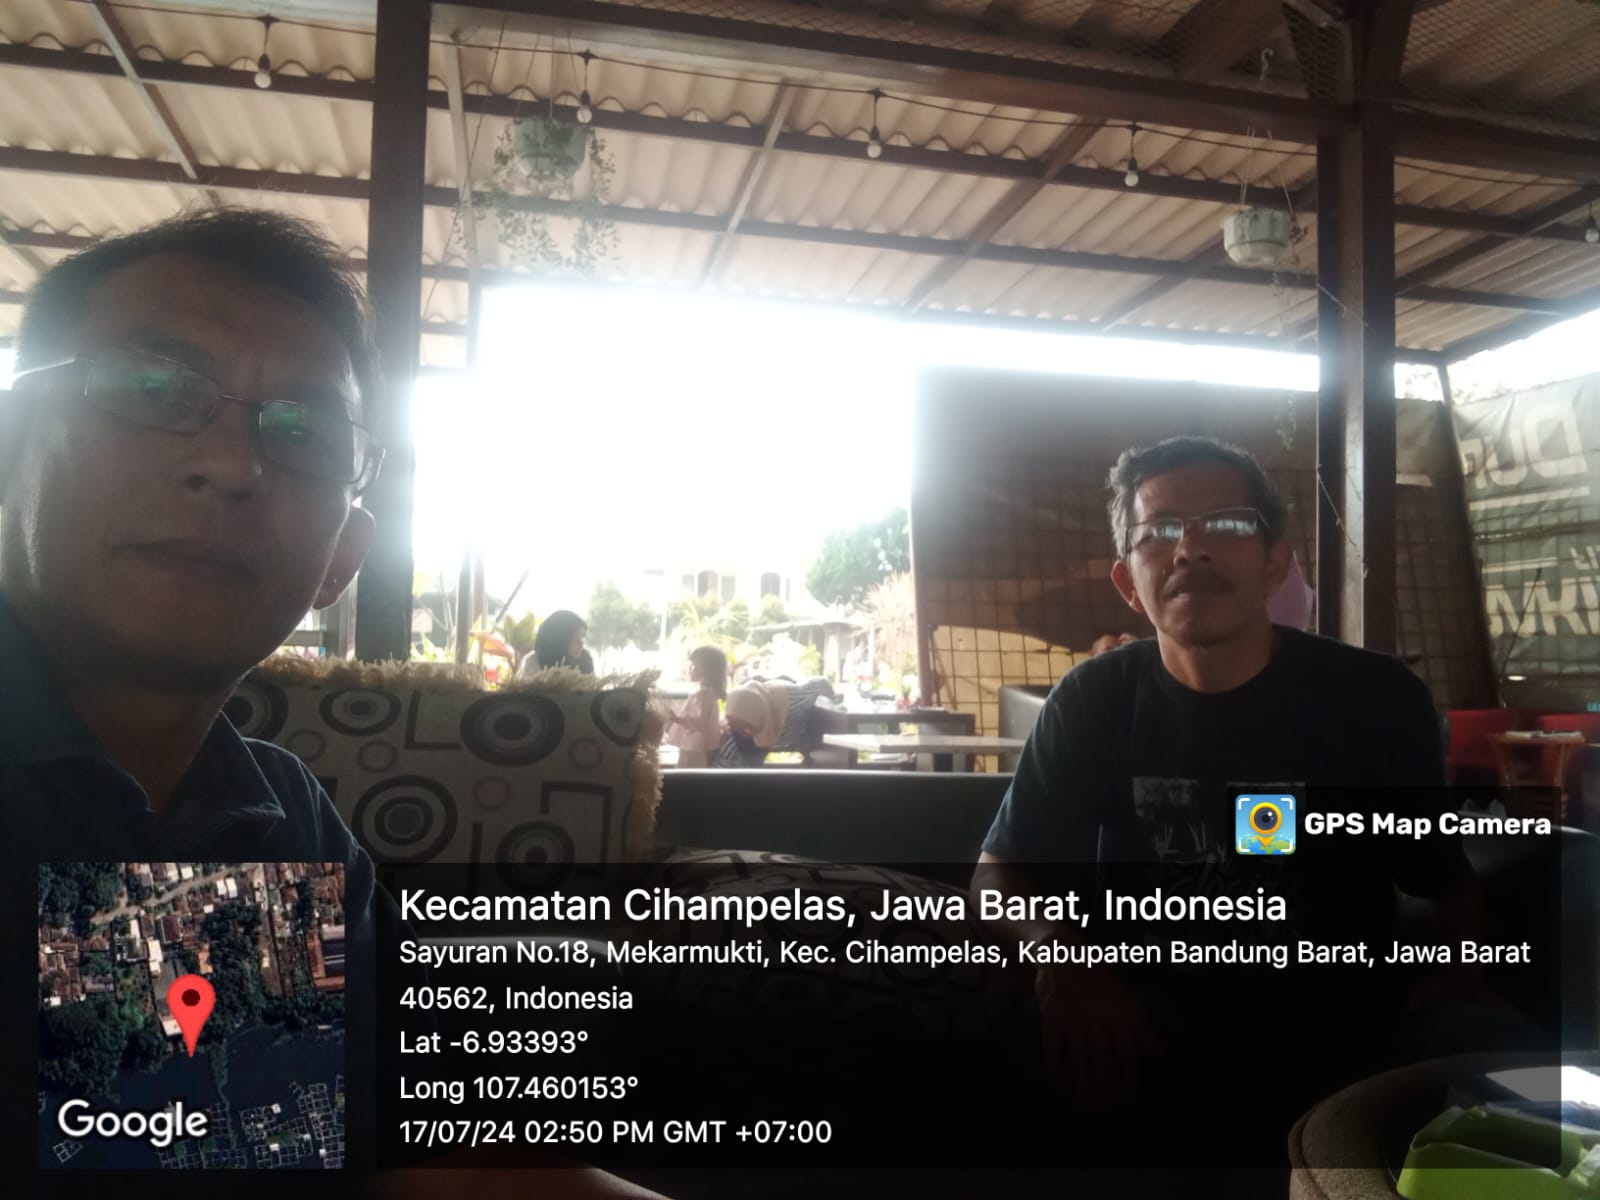 GPS Map Camera
Kecamatan Cihampelas, Jawa Barat, Indonesia
Sayuran No.18, Mekarmukti, Kec. Cihampelas, Kabupaten Bandung Barat, Jawa Barat
40562, Indonesia
Lat -6.93393°
Long 107.460153°
17/07/24 02:50 PM GMT +07:00
Google